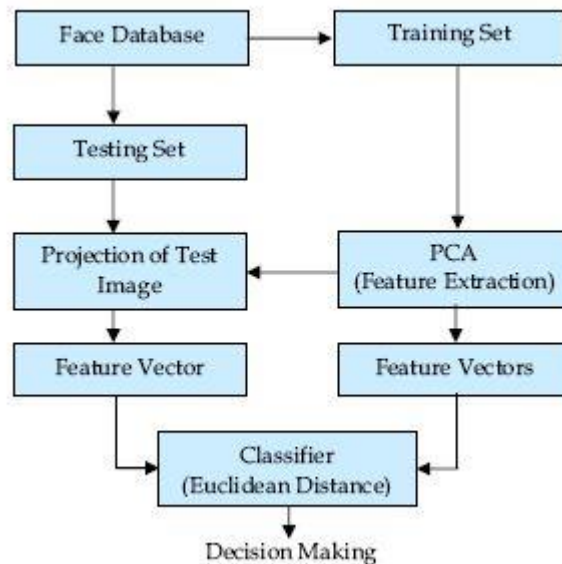 Face Database
Training Set
Testing Set
Projection of Test
Image
PCA
(Feature Extraction)
Feature Vector
Feature Vectors
Classifier
(Euclidean Distance)
Decision Making